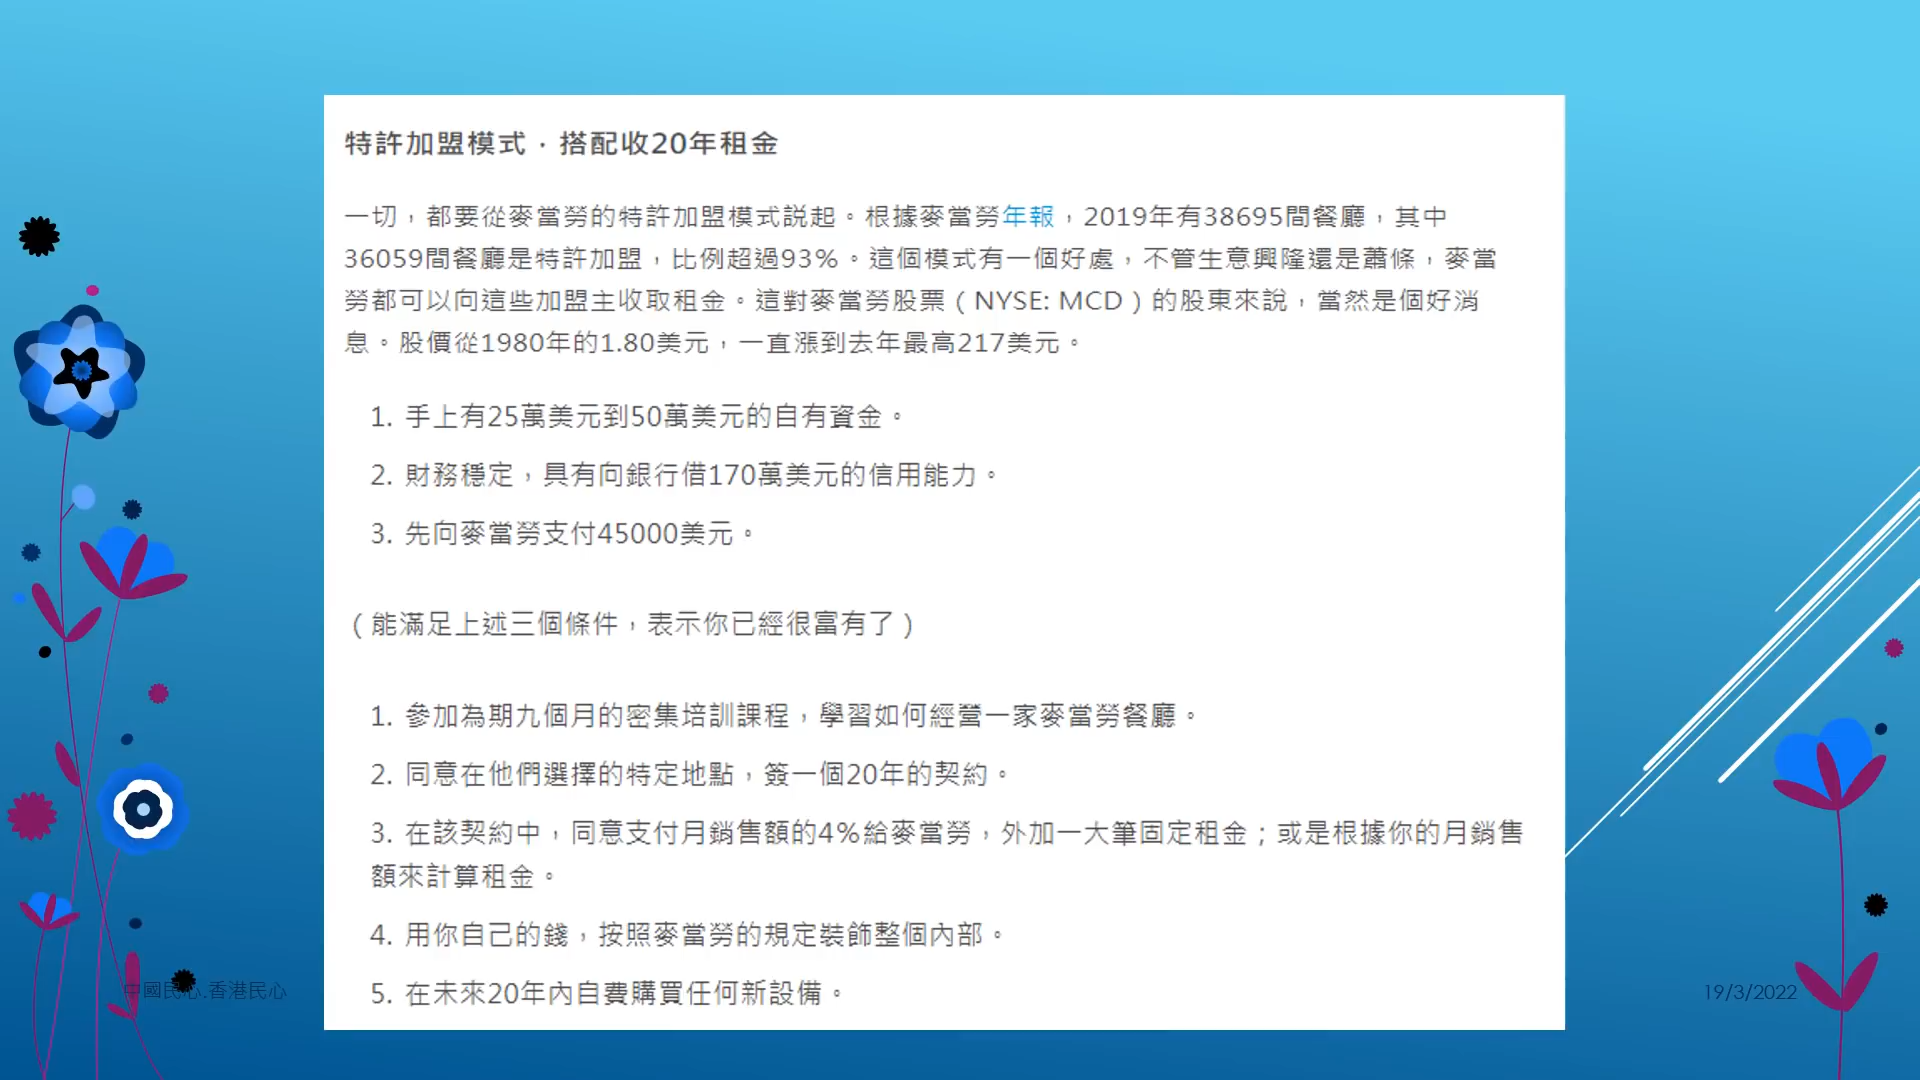 特許加盟模式，搭配收20年租金
一切，都要從麥當勞的特許加盟模式説起。根據麥當勞年報，2019年有38695間餐廳，其中
36059間餐廳是特許加盟，比例超過93%。這個模式有一個好處，不管生意興隆還是蕭條，麥當
勞都可以向這些加盟主收取租金。這對麥當勞股票（NYSE: MCD）的股東來說，當然是個好消
息。股價從1980年的1.80美元，一直漲到去年最高217美元。
1. 手上有25萬美元到50萬美元的自有資金。
2. 財務穩定，具有向銀行借170萬美元的信用能力。
3. 先向麥當勞支付45000美元。
（能滿足上述三個條件，表示你已經很富有了）
1. 參加為期九個月的密集培訓課程，學習如何經營一家麥當勞餐廳。
2. 同意在他們選擇的特定地點，簽一個20年的契約。
3. 在該契約中，同意支付月銷售額的4%給麥當勞，外加一大筆固定租金；或是根據你的月銷售
額來計算租金。
4. 用你自己的錢，按照麥當勞的規定裝飾整個內部。
5. 在未來20年內自費購買任何新設備。
中國民心.香港民心
19/3/2022